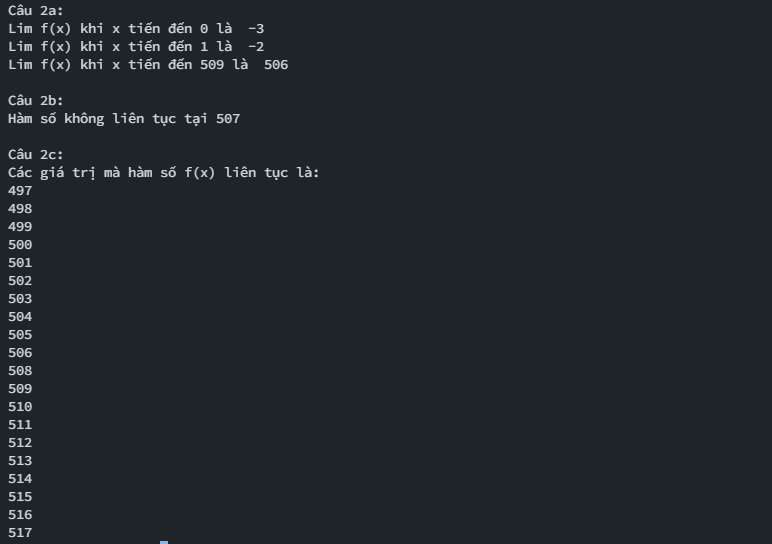 Câu 2a:
Lim f(x) khi x tiến đến 0 là  -3
Lim f(x) khi x tiến đến 1 là  -2
Lim f(x) khi x tiến đến 509 là  506
Câu 2b:
Hàm số không liên tục tại 507
Câu 2c:
Các giá trị mà hàm số f(x) liên tục là:
497
498
499
500
501
502
503
504
505
506
508
509
510
511
512
513
514
515
516
517